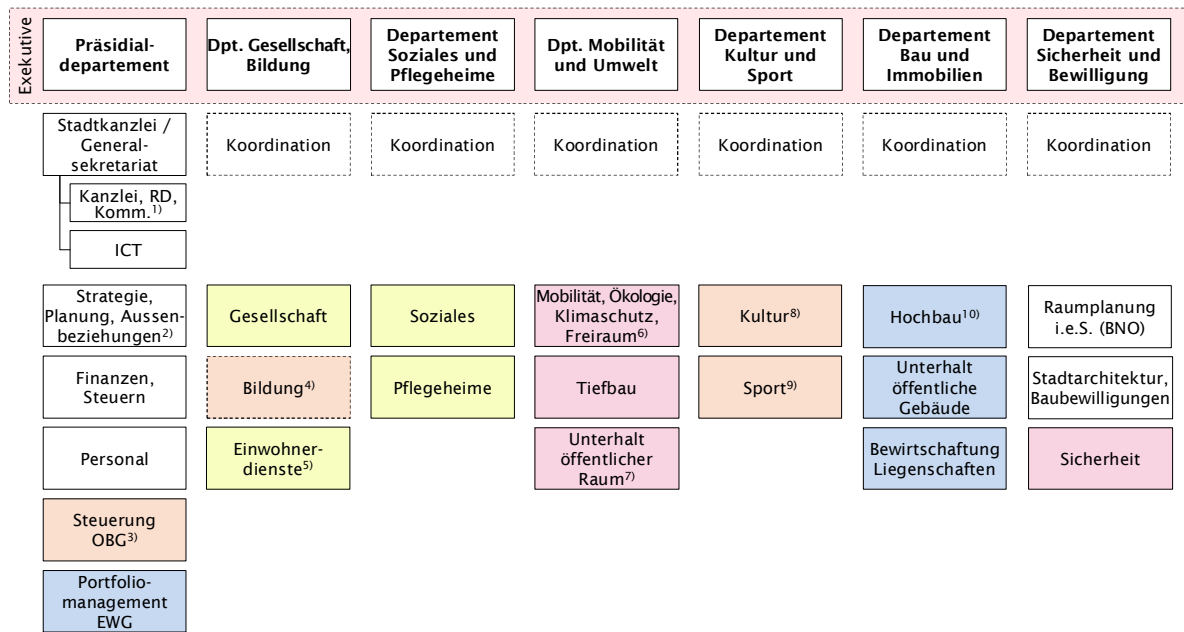 Exekutive
Präsidial-
departement
Dpt. Gesellschaft,
Bildung
Departement
Soziales und
Pflegeheime
Dpt. Mobilität
und Umwelt
Departement
Kultur und
Sport
Departement
Bau und
Immobilien
Departement
Sicherheit und
Bewilligung
Stadtkanzlei /
General-
sekretariat
Koordination
Koordination
Koordination
Koordination
Koordination
Koordination
Kanzlei, RD,
Komm.1)
ICT
Strategie,
Planung, Aussen-
beziehungen2)
Gesellschaft
Soziales
Mobilität, Ökologie,
Klimaschutz,
Freiraum6)
Kultur8)
Hochbau10)
Raumplanung
i.e.S. (BNO)
Finanzen,
Steuern
Bildung4)
Pflegeheime
Tiefbau
Sport9)
Unterhalt
öffentliche
Gebäude
Stadtarchitektur,
Baubewilligungen
Personal
Einwohner-
dienste5)
Unterhalt
öffentlicher
Raum7)
Bewirtschaftung
Liegenschaften
Sicherheit
Steuerung
OBG3)
Portfolio-
management
EWG